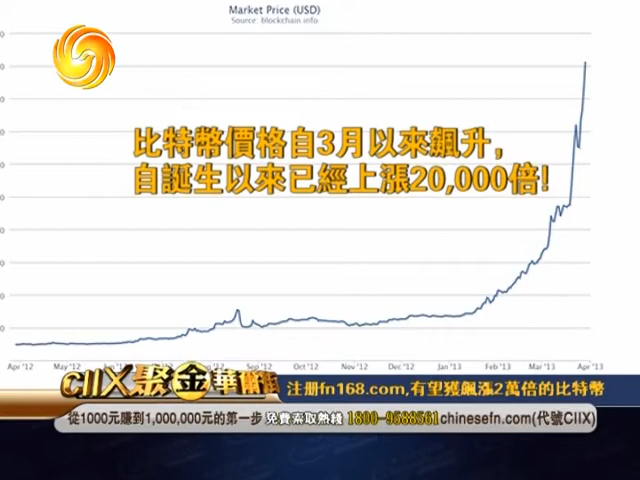 Market Price (USD)
Source: blockchain.info
比特幣價格自3月以來飆升,
自誕生以來已經上漲20,000倍!
Apr '12 May '12 Sep '12 Oct '12 Nov '12 Dec '12 Jan '13 Feb '13 Mar '13 Apr '13
CIIX聚金華爾街
注册fn168.com,有望獲飆漲2萬倍的比特幣
從1000元賺到1,000,000元的第一步 免費索取熱綫 1800-9588561 chinesefn.com(代號CIIX)